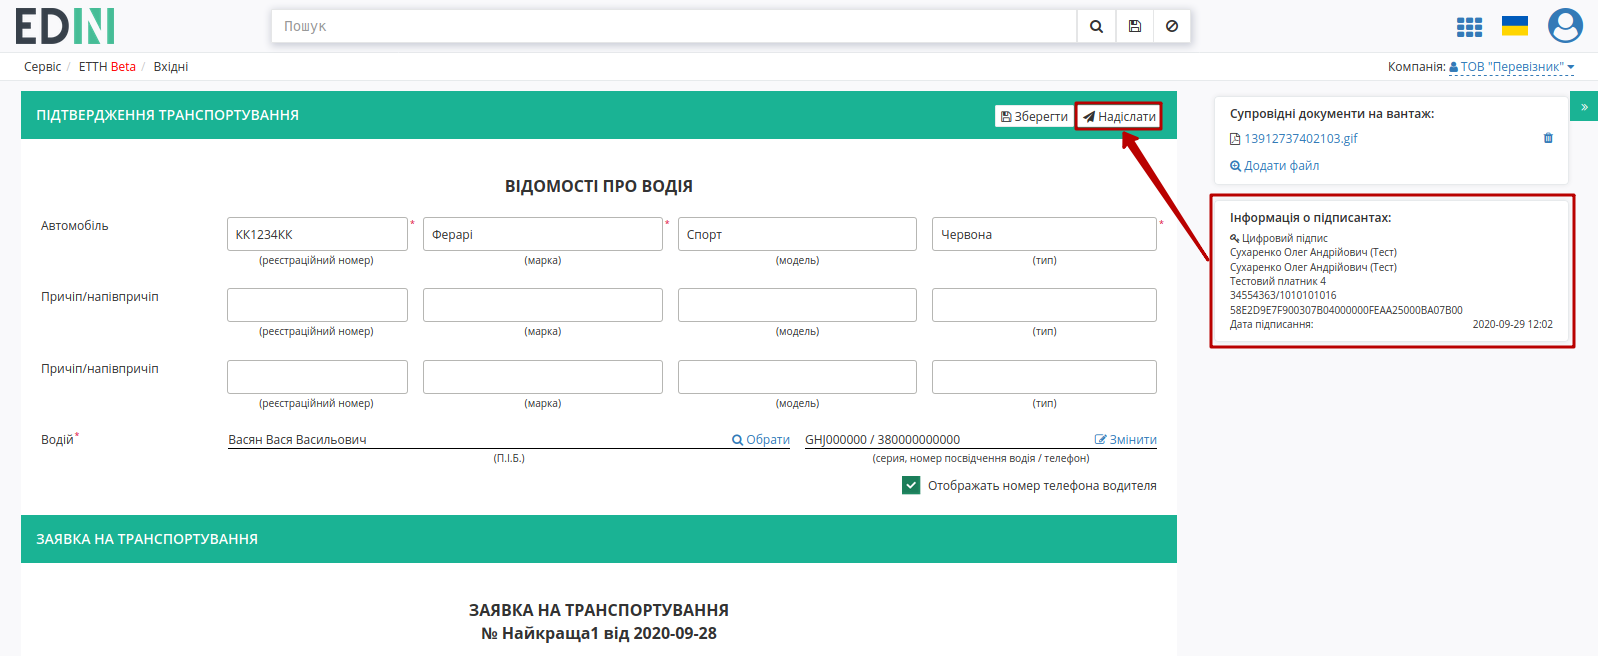 EDIN
Пошук
Сервіс / ЕТТН Beta / Вхідні
Компанія: ТОВ "Перевізник"
ПІДТВЕРДЖЕННЯ ТРАНСПОРТУВАННЯ
Зберегти
Надіслати
ВІДОМОСТІ ПРО ВОДІЯ
Автомобіль
КК1234КК * Ферарі * Спорт Червона *
(реєстраційний номер) (марка) (модель) (тип)
Причіп/напівпричіп
(реєстраційний номер) (марка) (модель) (тип)
Причіп/напівпричіп
(реєстраційний номер) (марка) (модель) (тип)
Водій* Васян Вася Васильович Обрати GHJ000000 / 380000000000 Змінити
(П.І.Б.) (серия, номер посвідчення водія / телефон)
Отображать номер телефона водителя
ЗАЯВКА НА ТРАНСПОРТУВАННЯ
ЗАЯВКА НА ТРАНСПОРТУВАННЯ
№ Найкраща1 від 2020-09-28
»
Супровідні документи на вантаж:
13912737402103.gif
Додати файл
Інформація о підписантах:
Цифровий підпис
Сухаренко Олег Андрійович (Тест)
Сухаренко Олег Андрійович (Тест)
Тестовий платник 4
34554363/1010101016
58E2D9E7F900307B04000000FEAA25000BA07B00
Дата підписання: 2020-09-29 12:02